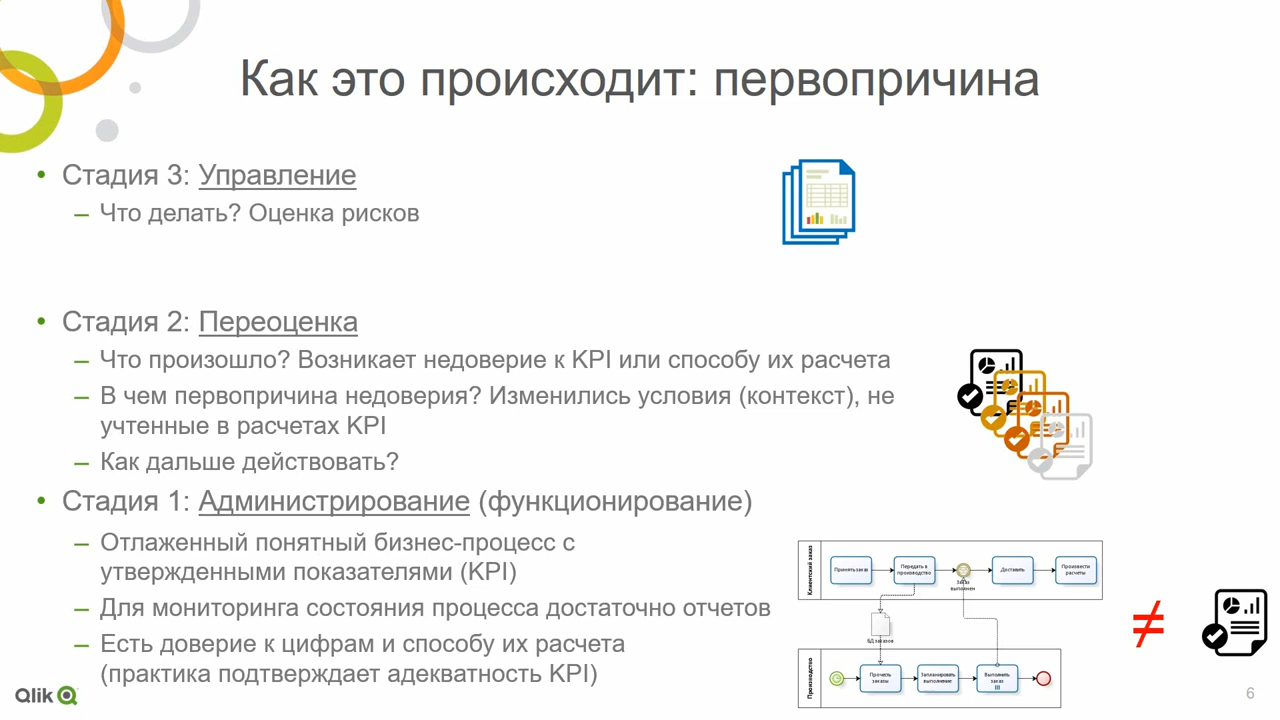 Как это происходит: первопричина
• Стадия 3: Управление
– Что делать? Оценка рисков
• Стадия 2: Переоценка
– Что произошло? Возникает недоверие к KPI или способу их расчета
– В чем первопричина недоверия? Изменились условия (контекст), не
учтенные в расчетах KPI
– Как дальше действовать?
• Стадия 1: Администрирование (функционирование)
– Отлаженный понятный бизнес-процесс с
утвержденными показателями (KPI)
– Для мониторинга состояния процесса достаточно отчетов
– Есть доверие к цифрам и способу их расчета
(практика подтверждает адекватность KPI)
Клиентский заказ
Принять заказ
Передать в
производство
Заказ
выполнен
Доставить
Произвести
расчеты
БД заказов
Производство
Прочесть
заказы
Запланировать
выполнение
Выполнить
заказ
≠
Qlik
6